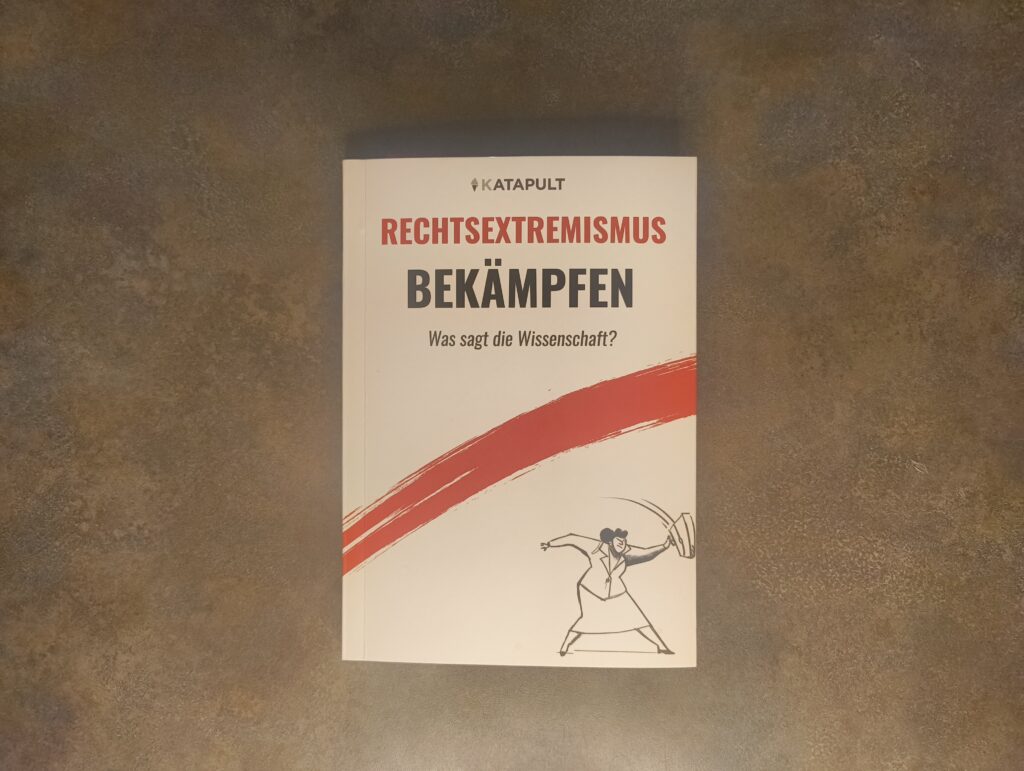 KATAPULT
RECHTSEXTREMISMUS
BEKÄMPFEN
Was sagt die Wissenschaft?